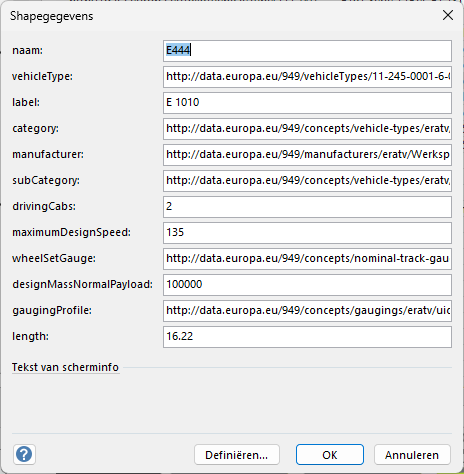 Shapegegevens
naam: E444
vehicleType: http://data.europa.eu/949/vehicleTypes/11-245-0001-6-
label: E 1010
category: http://data.europa.eu/949/concepts/vehicle-types/eratv
manufacturer: http://data.europa.eu/949/manufacturers/eratv/Werksp
subCategory: http://data.europa.eu/949/concepts/vehicle-types/eratv
drivingCabs: 2
maximumDesignSpeed: 135
wheelSetGauge: http://data.europa.eu/949/concepts/nominal-track-gau
designMassNormalPayload: 100000
gaugingProfile: http://data.europa.eu/949/concepts/gaugings/eratv/uic
length: 16.22
Tekst van scherminfo
? Definiëren... OK Annuleren